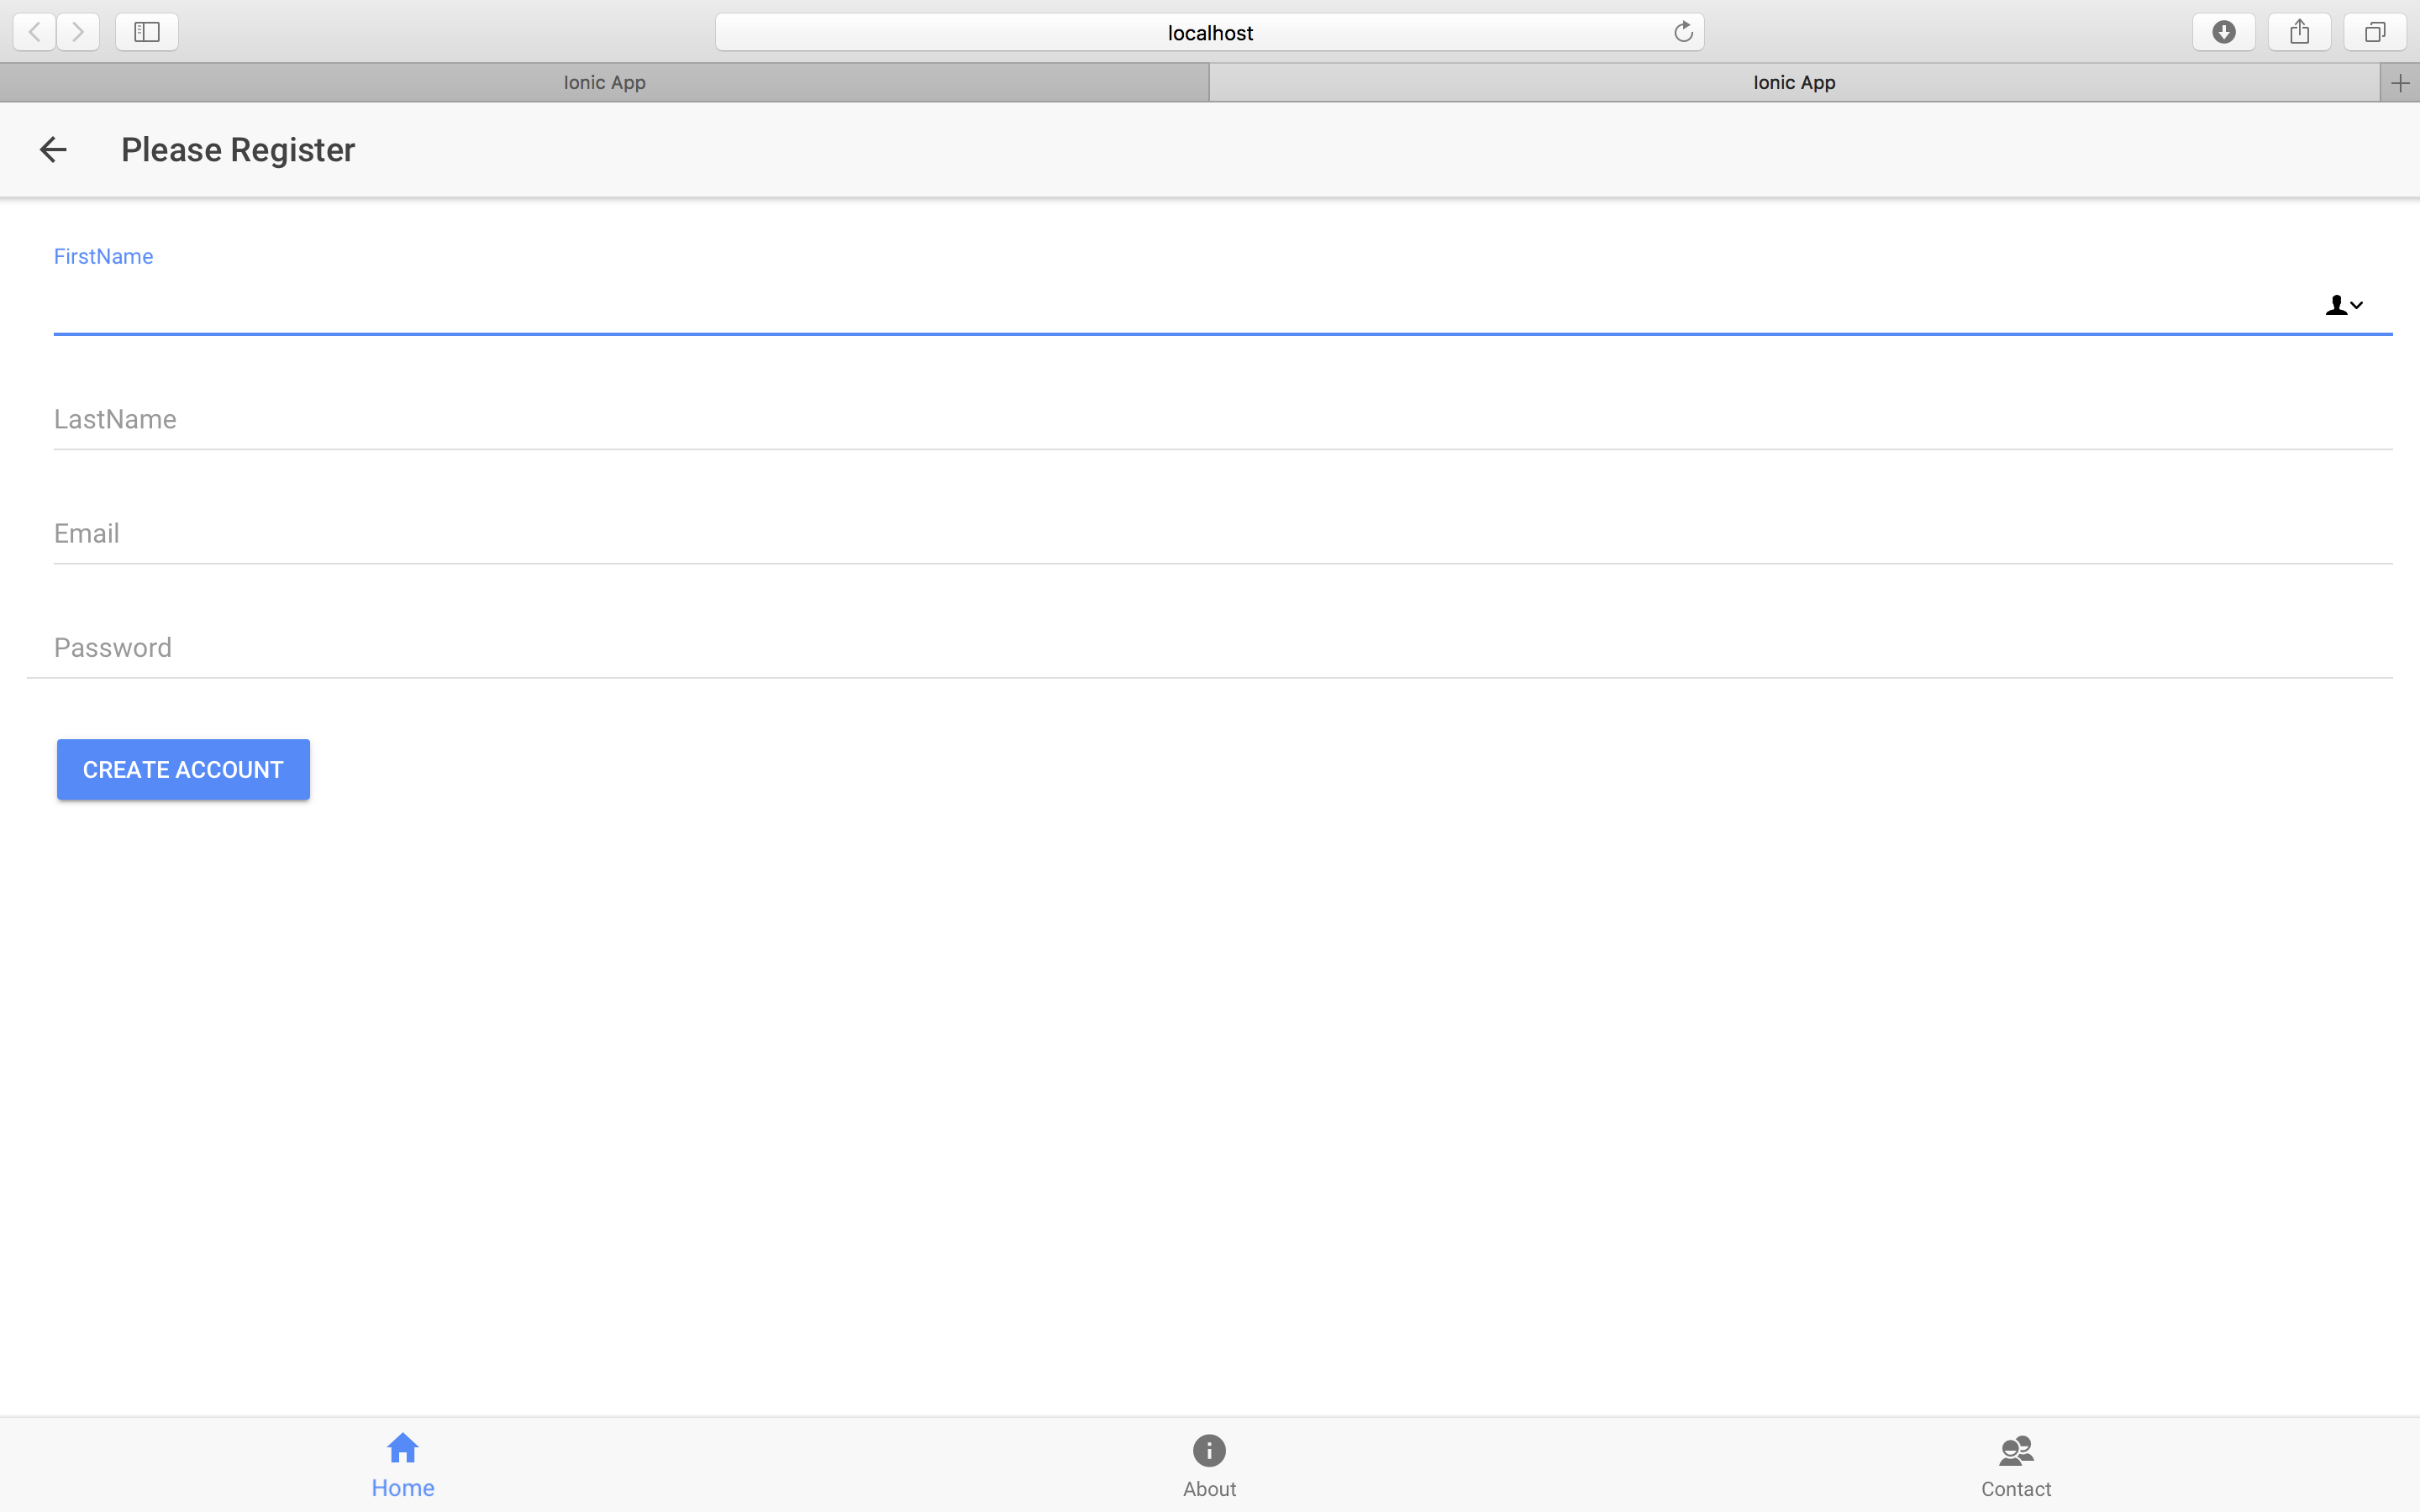 localhost
Ionic App
Ionic App
Please Register
FirstName
LastName
Email
Password
CREATE ACCOUNT
Home
About
Contact